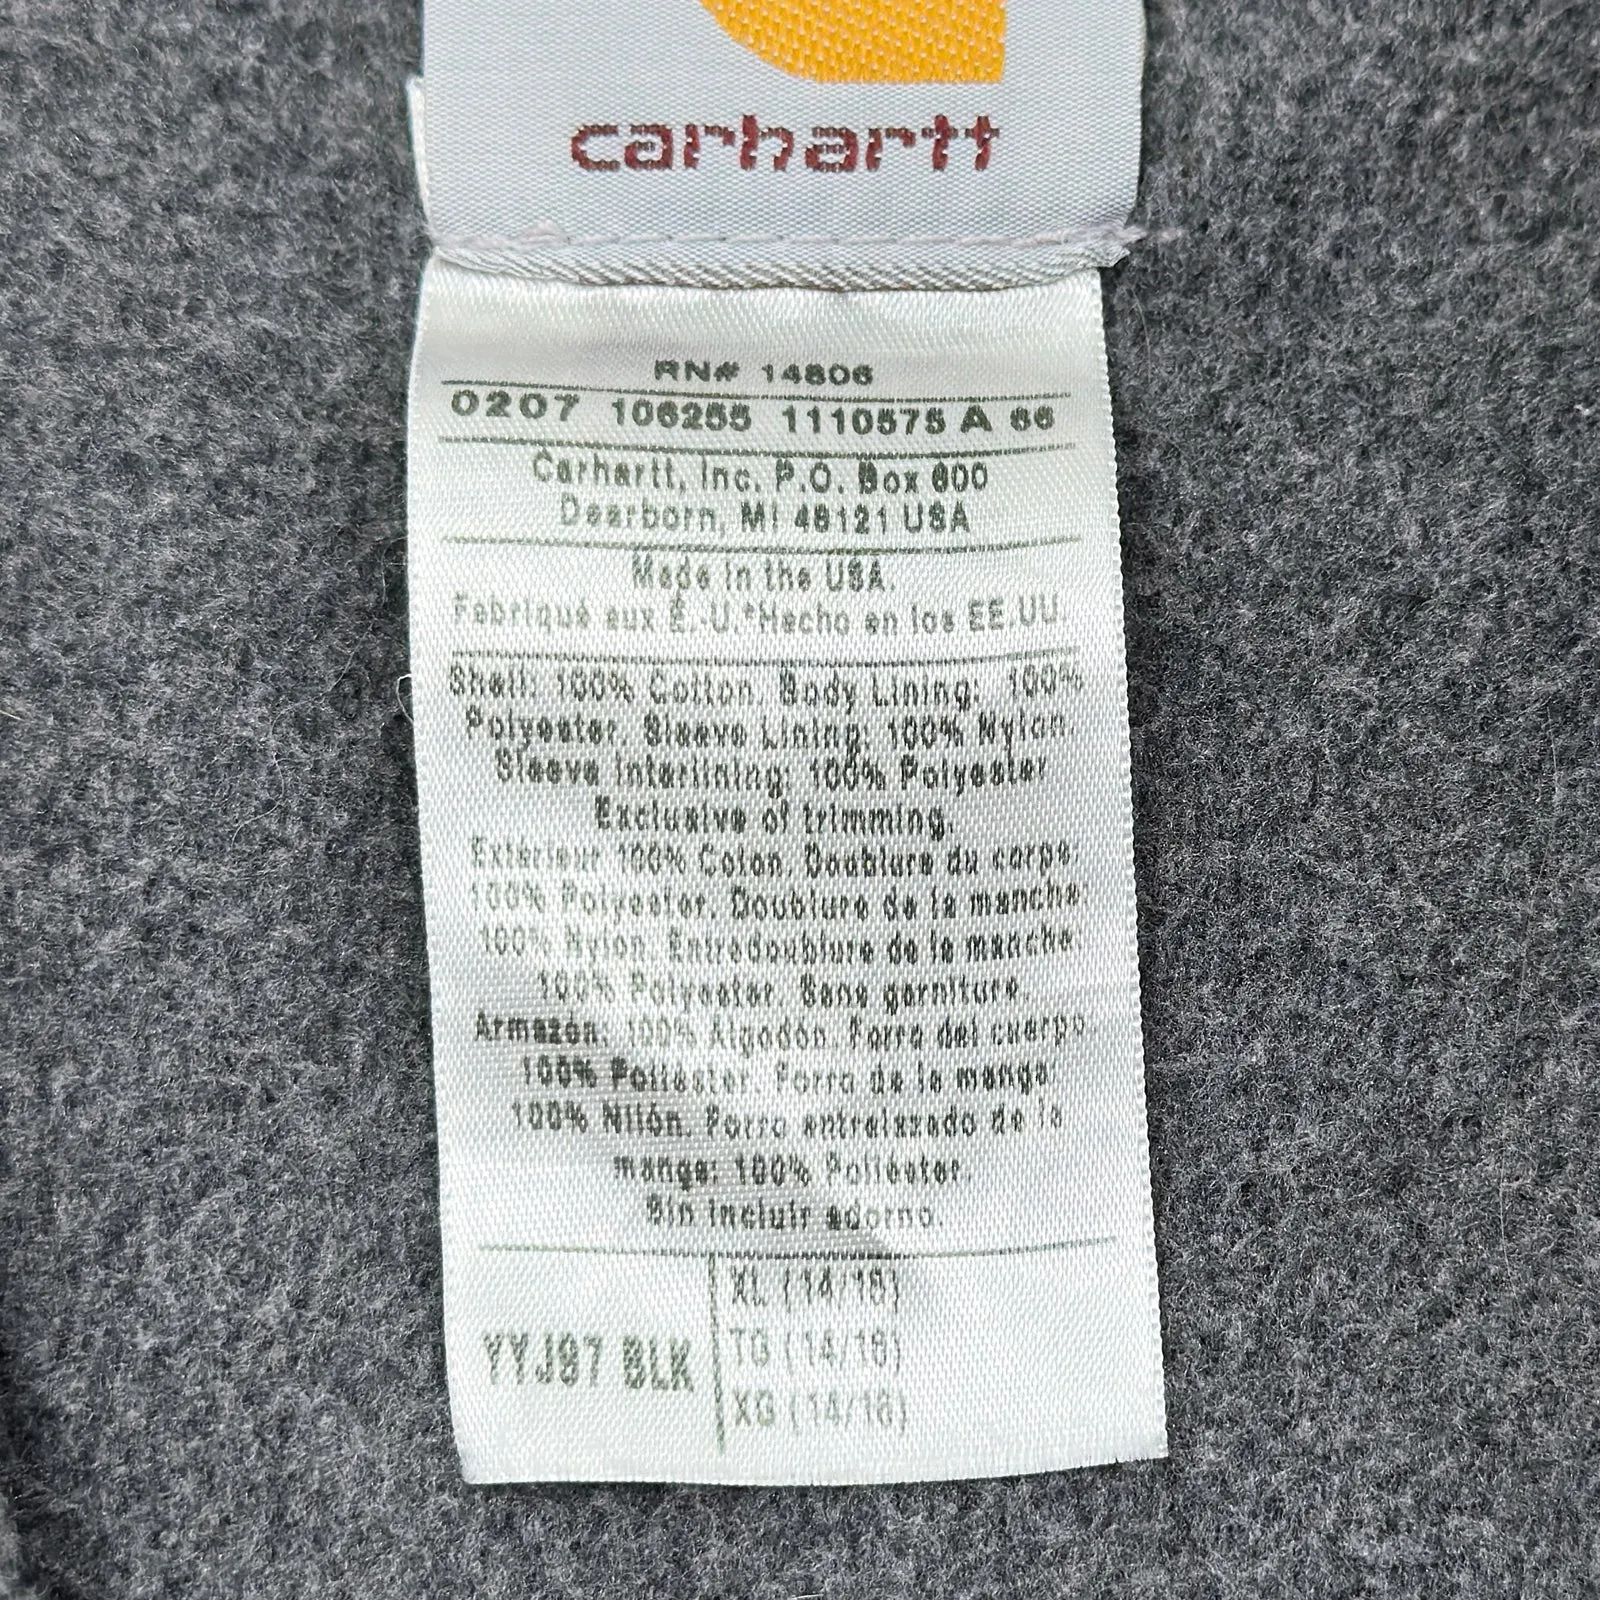 carhartt
RN# 14806
0207 106255 1110575 A 66
Carhartt, Inc. P.O. Box 600
Dearborn, MI 48121 USA
Made in the USA.
Fabriqué aux É.-U.*Hecho en los EE.UU.
Shell: 100% Cotton. Body Lining: 100%
Polyester. Sleeve Lining: 100% Nylon
Sleeve Interlining: 100% Polyester
Exclusive of trimming.
Extérieur 100% Coton. Doublure du corps:
100% Polyester. Doublure de la manche
100% Nylon. Entredoublure de la manche
100% Polyester. Sans garniture.
Armazón: 100% Algodón. Forro del cuerpo
100% Poliéster. Forro de la manga
100% Nilón. Forro entrelazado de la
manga: 100% Poliéster.
Sin incluir adorno.
YYJ97 BLK
XL (14/16)
TG (14/16)
XG (14/16)